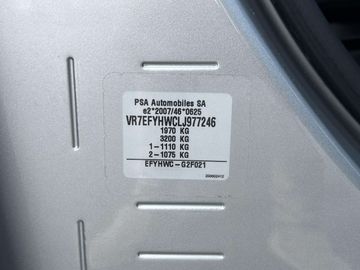 PSA Automobiles SA
e2*2007/46*0625
VR7EFYHWCLJ977246
1970 KG
3200 KG
1-1110 KG
2-1075 KG
EFYHWC-G2F021